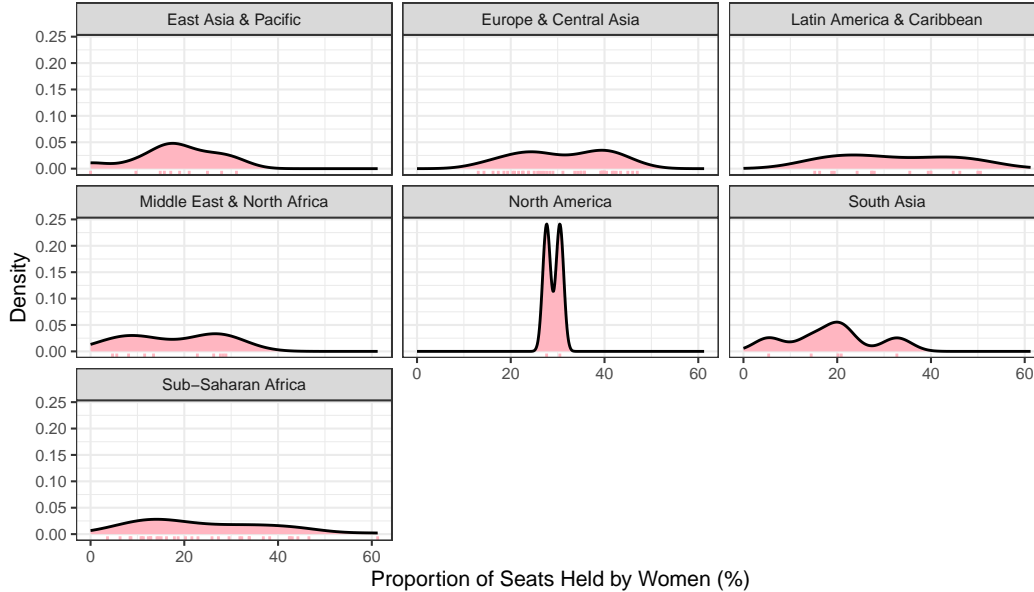 East Asia & Pacific
Europe & Central Asia
Latin America & Caribbean
0.25
0.20
0.15
0.10
0.05
0.00
Middle East & North Africa
North America
South Asia
0.25
0.20
0.15
0.10
0.05
0.00
0 20 40 60
0 20 40 60
Sub−Saharan Africa
0.25
0.20
0.15
0.10
0.05
0.00
0 20 40 60
Density
Proportion of Seats Held by Women (%)